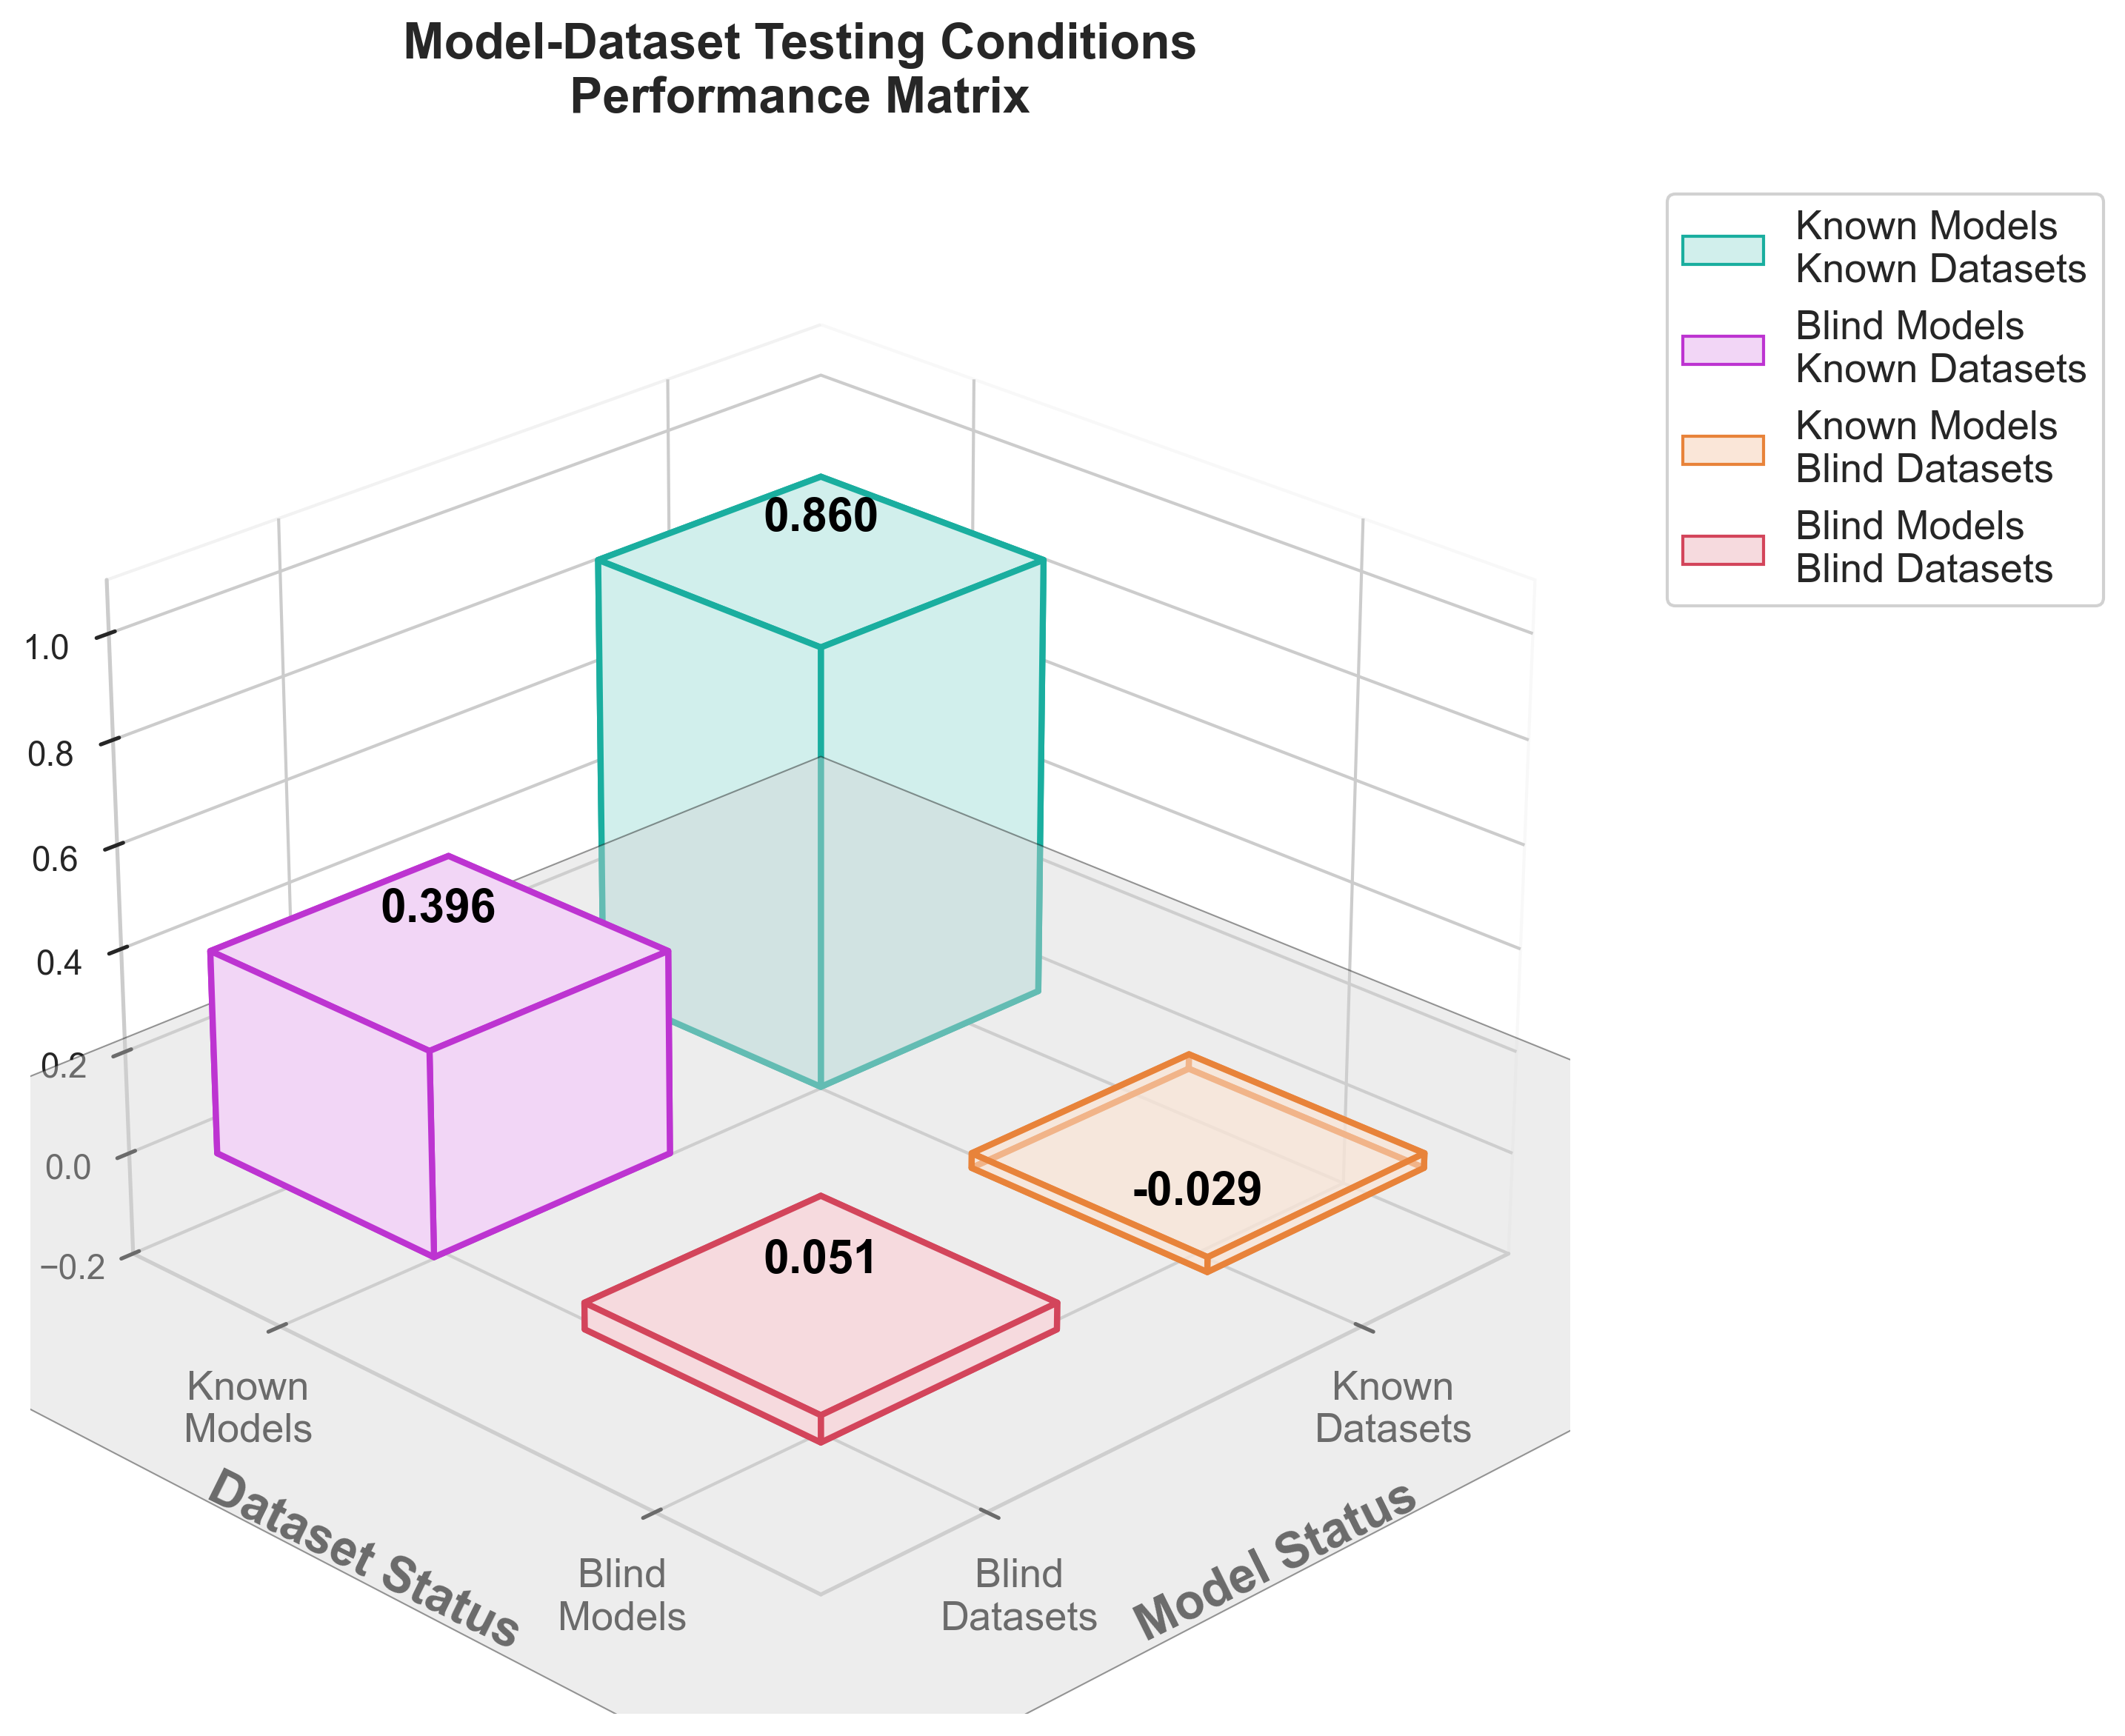 Model-Dataset Testing Conditions
Performance Matrix
Known Models
Known Datasets
Blind Models
Known Datasets
Known Models
Blind Datasets
Blind Models
Blind Datasets
0.860
0.396
-0.029
0.051
1.0
0.8
0.6
0.4
0.2
0.0
−0.2
Known
Models
Blind
Models
Dataset Status
Blind
Datasets
Known
Datasets
Model Status